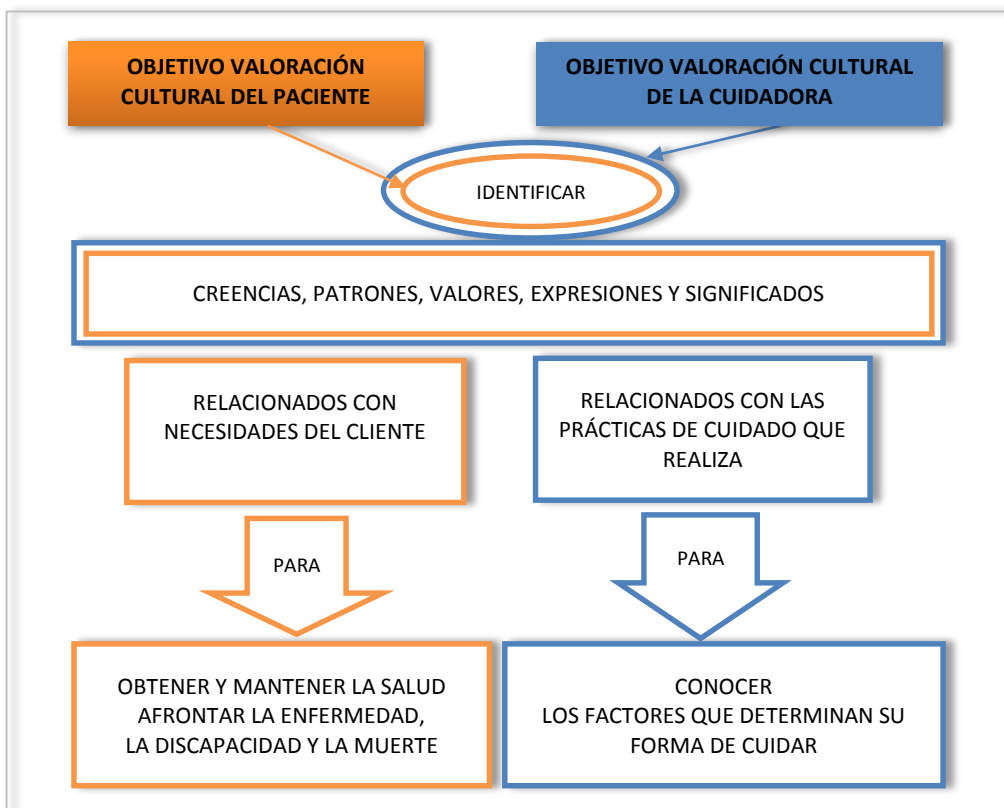 OBJETIVO VALORACIÓN
CULTURAL DEL PACIENTE
OBJETIVO VALORACIÓN CULTURAL
DE LA CUIDADORA
IDENTIFICAR
CREENCIAS, PATRONES, VALORES, EXPRESIONES Y SIGNIFICADOS
RELACIONADOS CON
NECESIDADES DEL CLIENTE
RELACIONADOS CON LAS
PRÁCTICAS DE CUIDADO QUE
REALIZA
PARA
PARA
OBTENER Y MANTENER LA SALUD
AFRONTAR LA ENFERMEDAD,
LA DISCAPACIDAD Y LA MUERTE
CONOCER
LOS FACTORES QUE DETERMINAN SU
FORMA DE CUIDAR